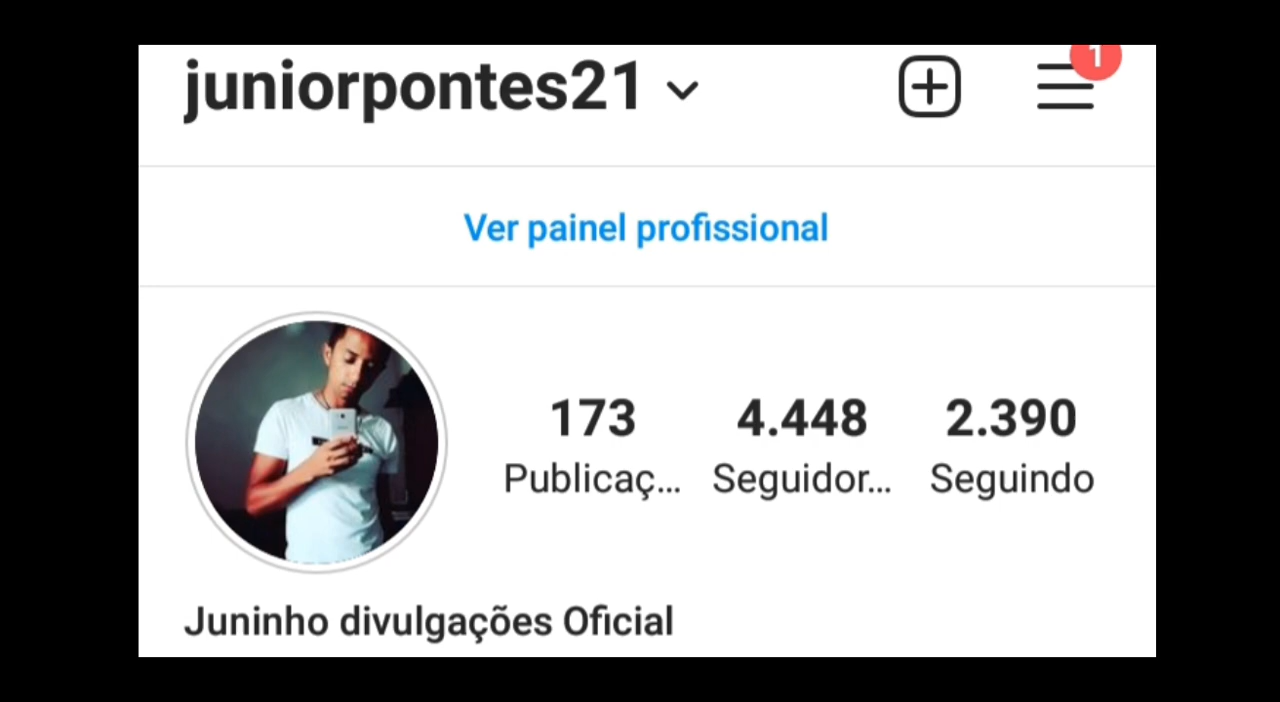 juniorpontes21
1
Ver painel profissional
173 4.448 2.390
Publicaç... Seguidor... Seguindo
Juninho divulgações Oficial